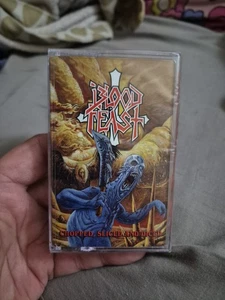 BLOOD
FEAST
CHOPPED, SLICED AND DICED